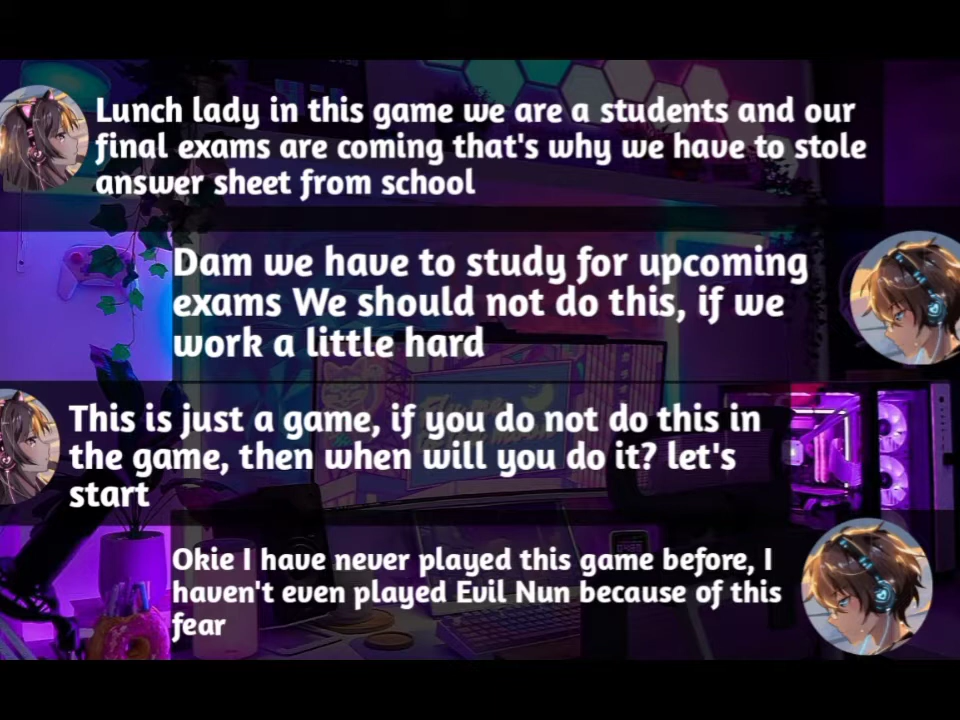 Lunch lady in this game we are a students and our
final exams are coming that's why we have to stole
answer sheet from school
Dam we have to study for upcoming
exams We should not do this, if we
work a little hard
This is just a game, if you do not do this in
the game, then when will you do it? let's
start
Okie I have never played this game before, I
haven't even played Evil Nun because of this
fear